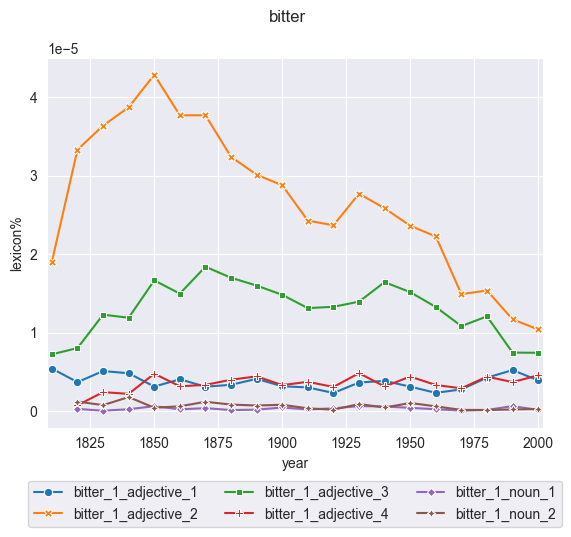 bitter
1e−5
4
3
2
1
0
lexicon%
1825 1850 1875 1900 1925 1950 1975 2000
year
bitter_1_adjective_1 bitter_1_adjective_3 bitter_1_noun_1
bitter_1_adjective_2 bitter_1_adjective_4 bitter_1_noun_2